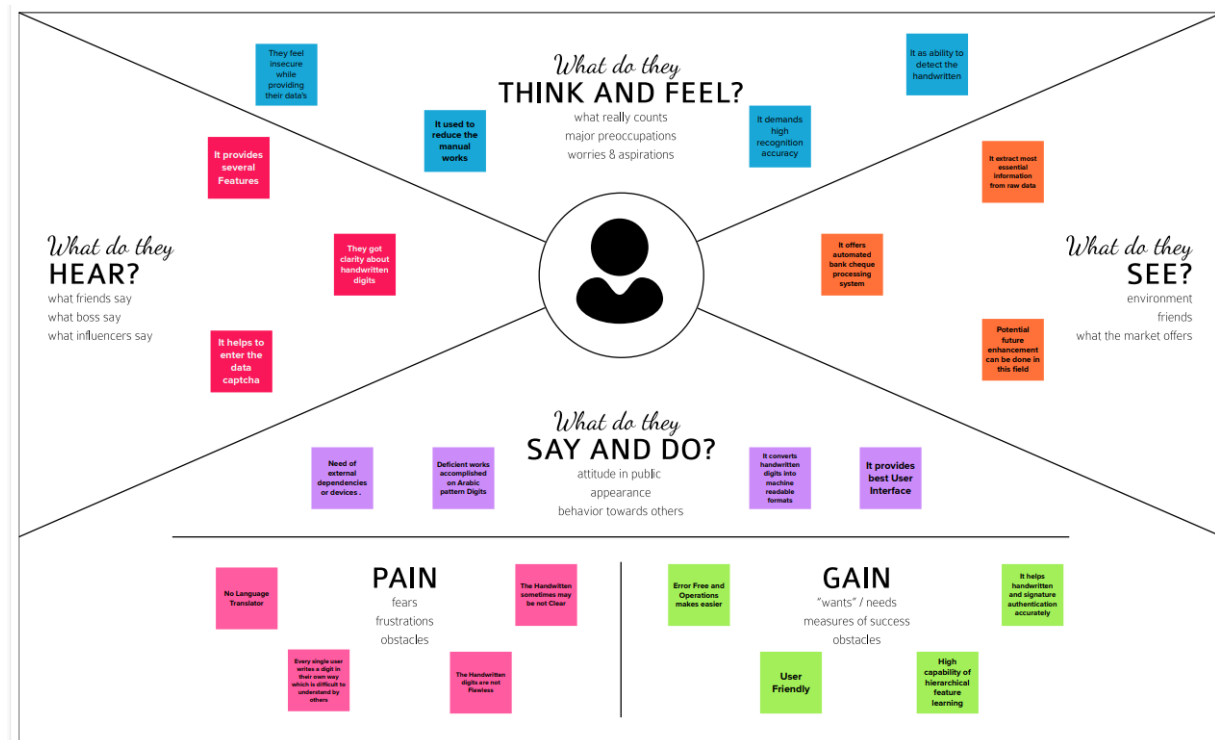 They feel
insecure
while
providing
their data's
It used to
reduce the
manual
works
What do they
THINK AND FEEL?
what really counts
major preoccupations
worries & aspirations
It demands
high
recognition
accuracy
It as ability to
detect the
handwritten
It provides
several
Features
What do they
HEAR?
what friends say
what boss say
what influencers say
They got
clarity about
handwritten
digits
It helps to
enter the
data
captcha
It extract most
essential
information
from raw data
It offers
automated
bank cheque
processing
system
What do they
SEE?
environment
friends
what the market offers
Potential
future
enhancement
can be done in
this field
What do they
SAY AND DO?
attitude in public
appearance
behavior towards others
Need of
external
dependencies
or devices .
Deficient works
accomplished
on Arabic
pattern Digits
It converts
handwritten
digits into
machine
readable
formats
It provides
best User
Interface
PAIN
fears
frustrations
obstacles
No Language
Translator
The Handwritten
sometimes may
be not Clear
Every single user
writes a digit in
their own way
which is difficult to
understand by
others
The Handwritten
digits are not
Flawless
GAIN
"wants" / needs
measures of success
obstacles
Error Free and
Operations
makes easier
It helps
handwritten
and signature
authentication
accurately
User
Friendly
High
capability of
hierarchical
feature
learning